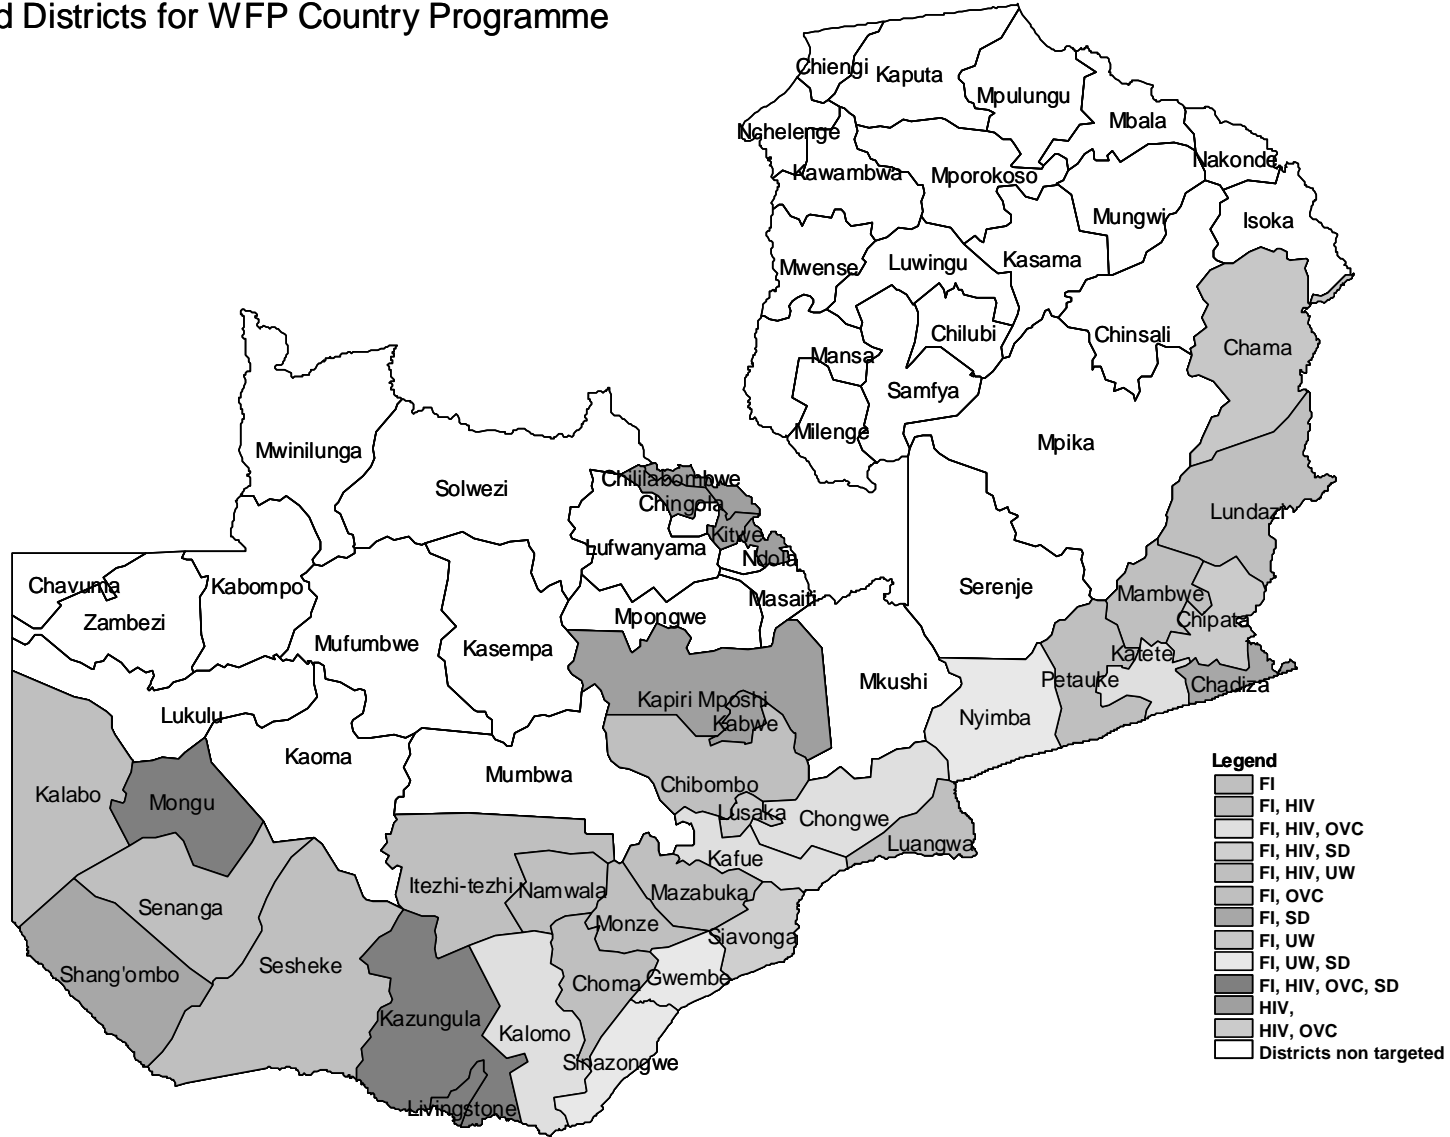 d Districts for WFP Country Programme
Chiengi
Kaputa
Mpulungu
Mbala
Nchelenge
Nakonde
Kawambwa
Mporokoso
Mungwi
Isoka
Mwense
Luwingu
Kasama
Chilubi
Chinsali
Mansa
Chama
Samfya
Milenge
Mpika
Mwinilunga
Solwezi
Chililabombwe
Chingola
Lundazi
Kitwe
Lufwanyama
Ndola
Chavuma
Kabompo
Zambezi
Masaiti
Serenje
Mambwe
Mpongwe
Chipata
Mufumbwe
Kasempa
Katete
Mkushi
Petauke
Chadiza
Kapiri Mposhi
Lukulu
Kabwe
Nyimba
Kaoma
Mumbwa
Chibombo
Kalabo
Mongu
Lusaka
Chongwe
Luangwa
Kafue
Itezhi-tezhi
Namwala
Mazabuka
Senanga
Monze
Siavonga
Shang'ombo
Sesheke
Choma
Gwembe
Kazungula
Kalomo
Sinazongwe
Livingstone
Legend
FI
FI, HIV
FI, HIV, OVC
FI, HIV, SD
FI, HIV, UW
FI, OVC
FI, SD
FI, UW
FI, UW, SD
FI, HIV, OVC, SD
HIV,
HIV, OVC
Districts non targeted